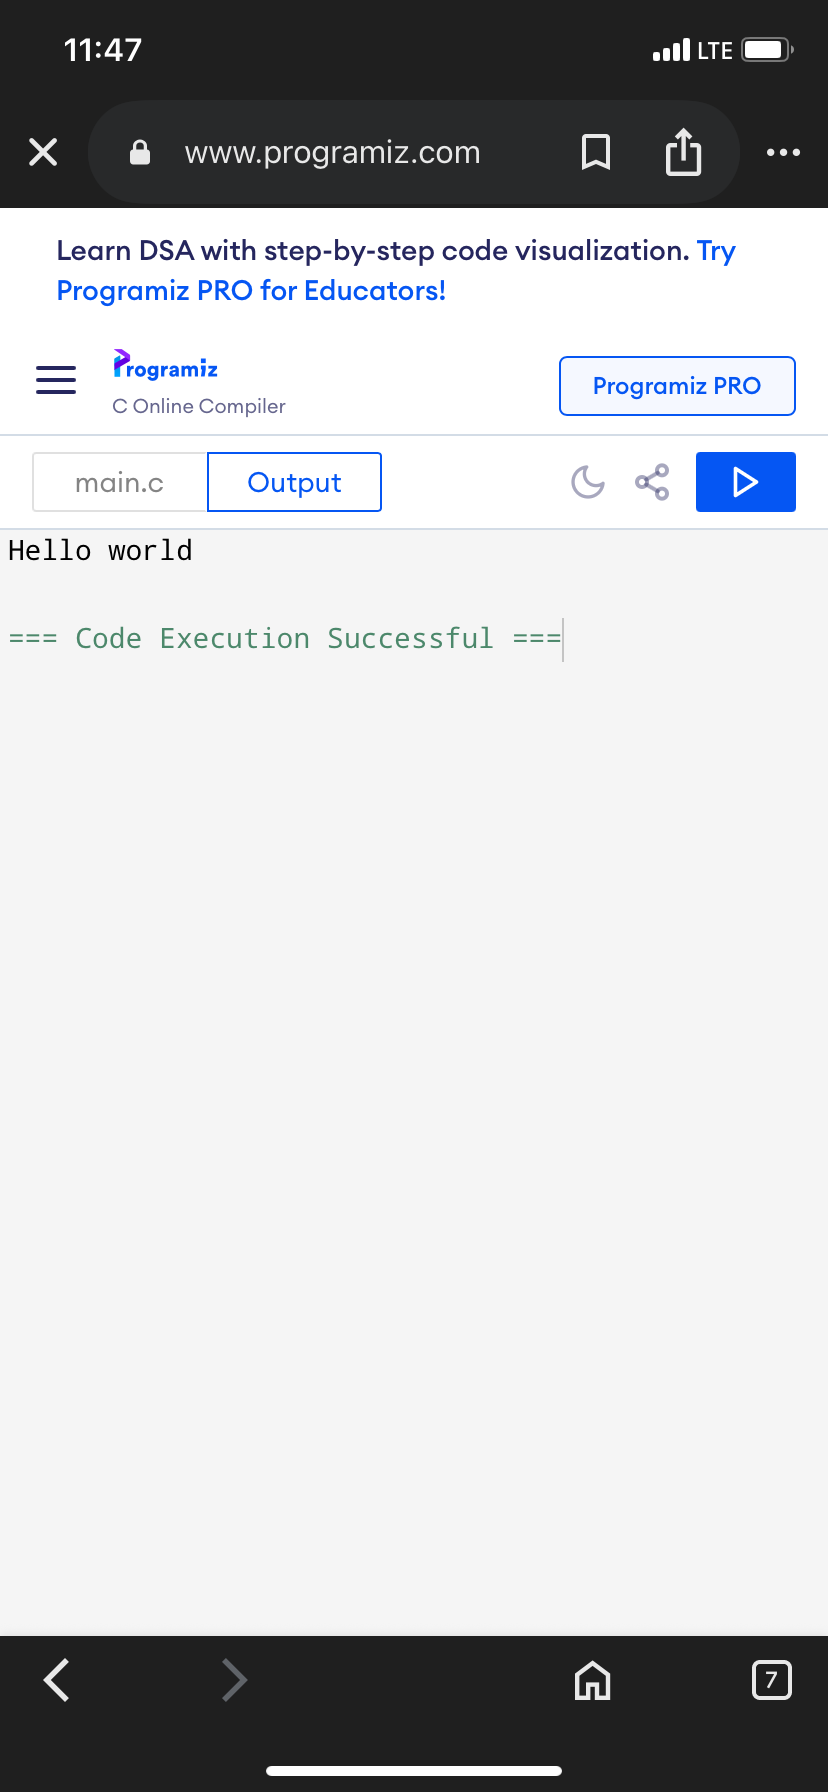 11:47
LTE
www.programiz.com
Learn DSA with step-by-step code visualization. Try
Programiz PRO for Educators!
Programiz
C Online Compiler
Programiz PRO
main.c
Output
Hello world
=== Code Execution Successful ===
7